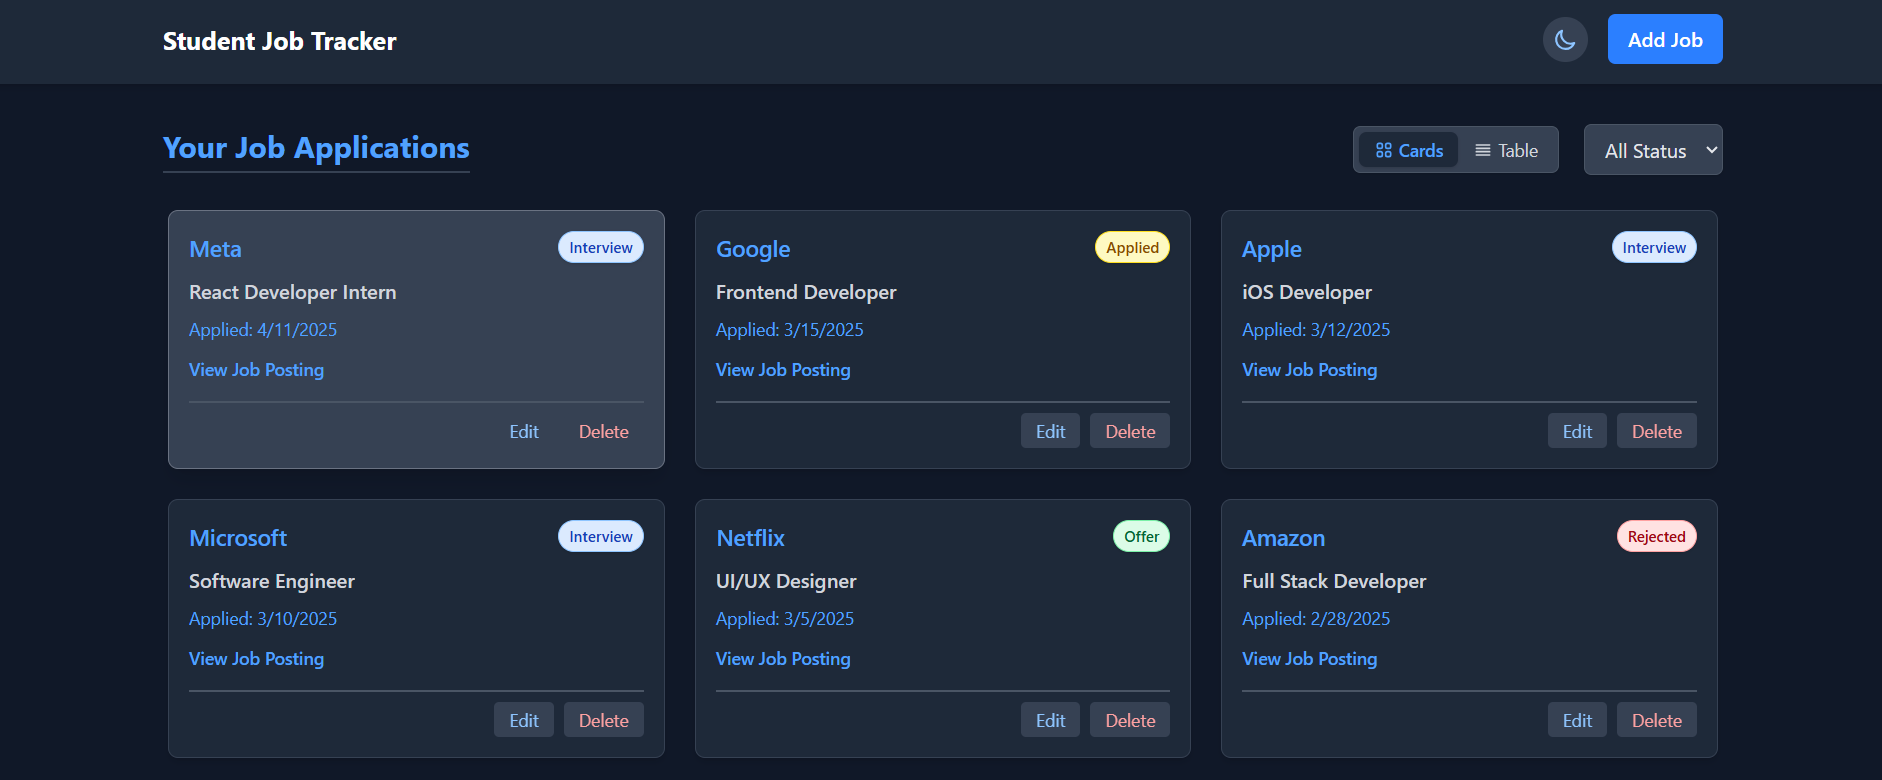 Student Job Tracker
Add Job
Your Job Applications
Cards
Table
All Status
Meta
Interview
React Developer Intern
Applied: 4/11/2025
View Job Posting
Edit
Delete
Google
Applied
Frontend Developer
Applied: 3/15/2025
View Job Posting
Edit
Delete
Apple
Interview
iOS Developer
Applied: 3/12/2025
View Job Posting
Edit
Delete
Microsoft
Interview
Software Engineer
Applied: 3/10/2025
View Job Posting
Edit
Delete
Netflix
Offer
UI/UX Designer
Applied: 3/5/2025
View Job Posting
Edit
Delete
Amazon
Rejected
Full Stack Developer
Applied: 2/28/2025
View Job Posting
Edit
Delete